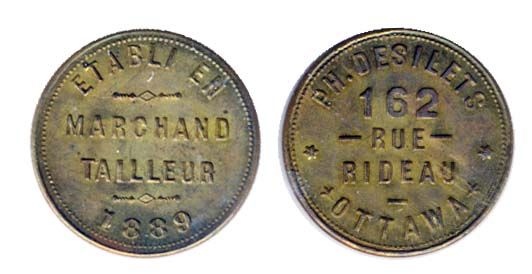 ETABLI EN
MARCHAND
TAILLEUR
1889
PH. DESILETS
162
RUE
RIDEAU
OTTAWA